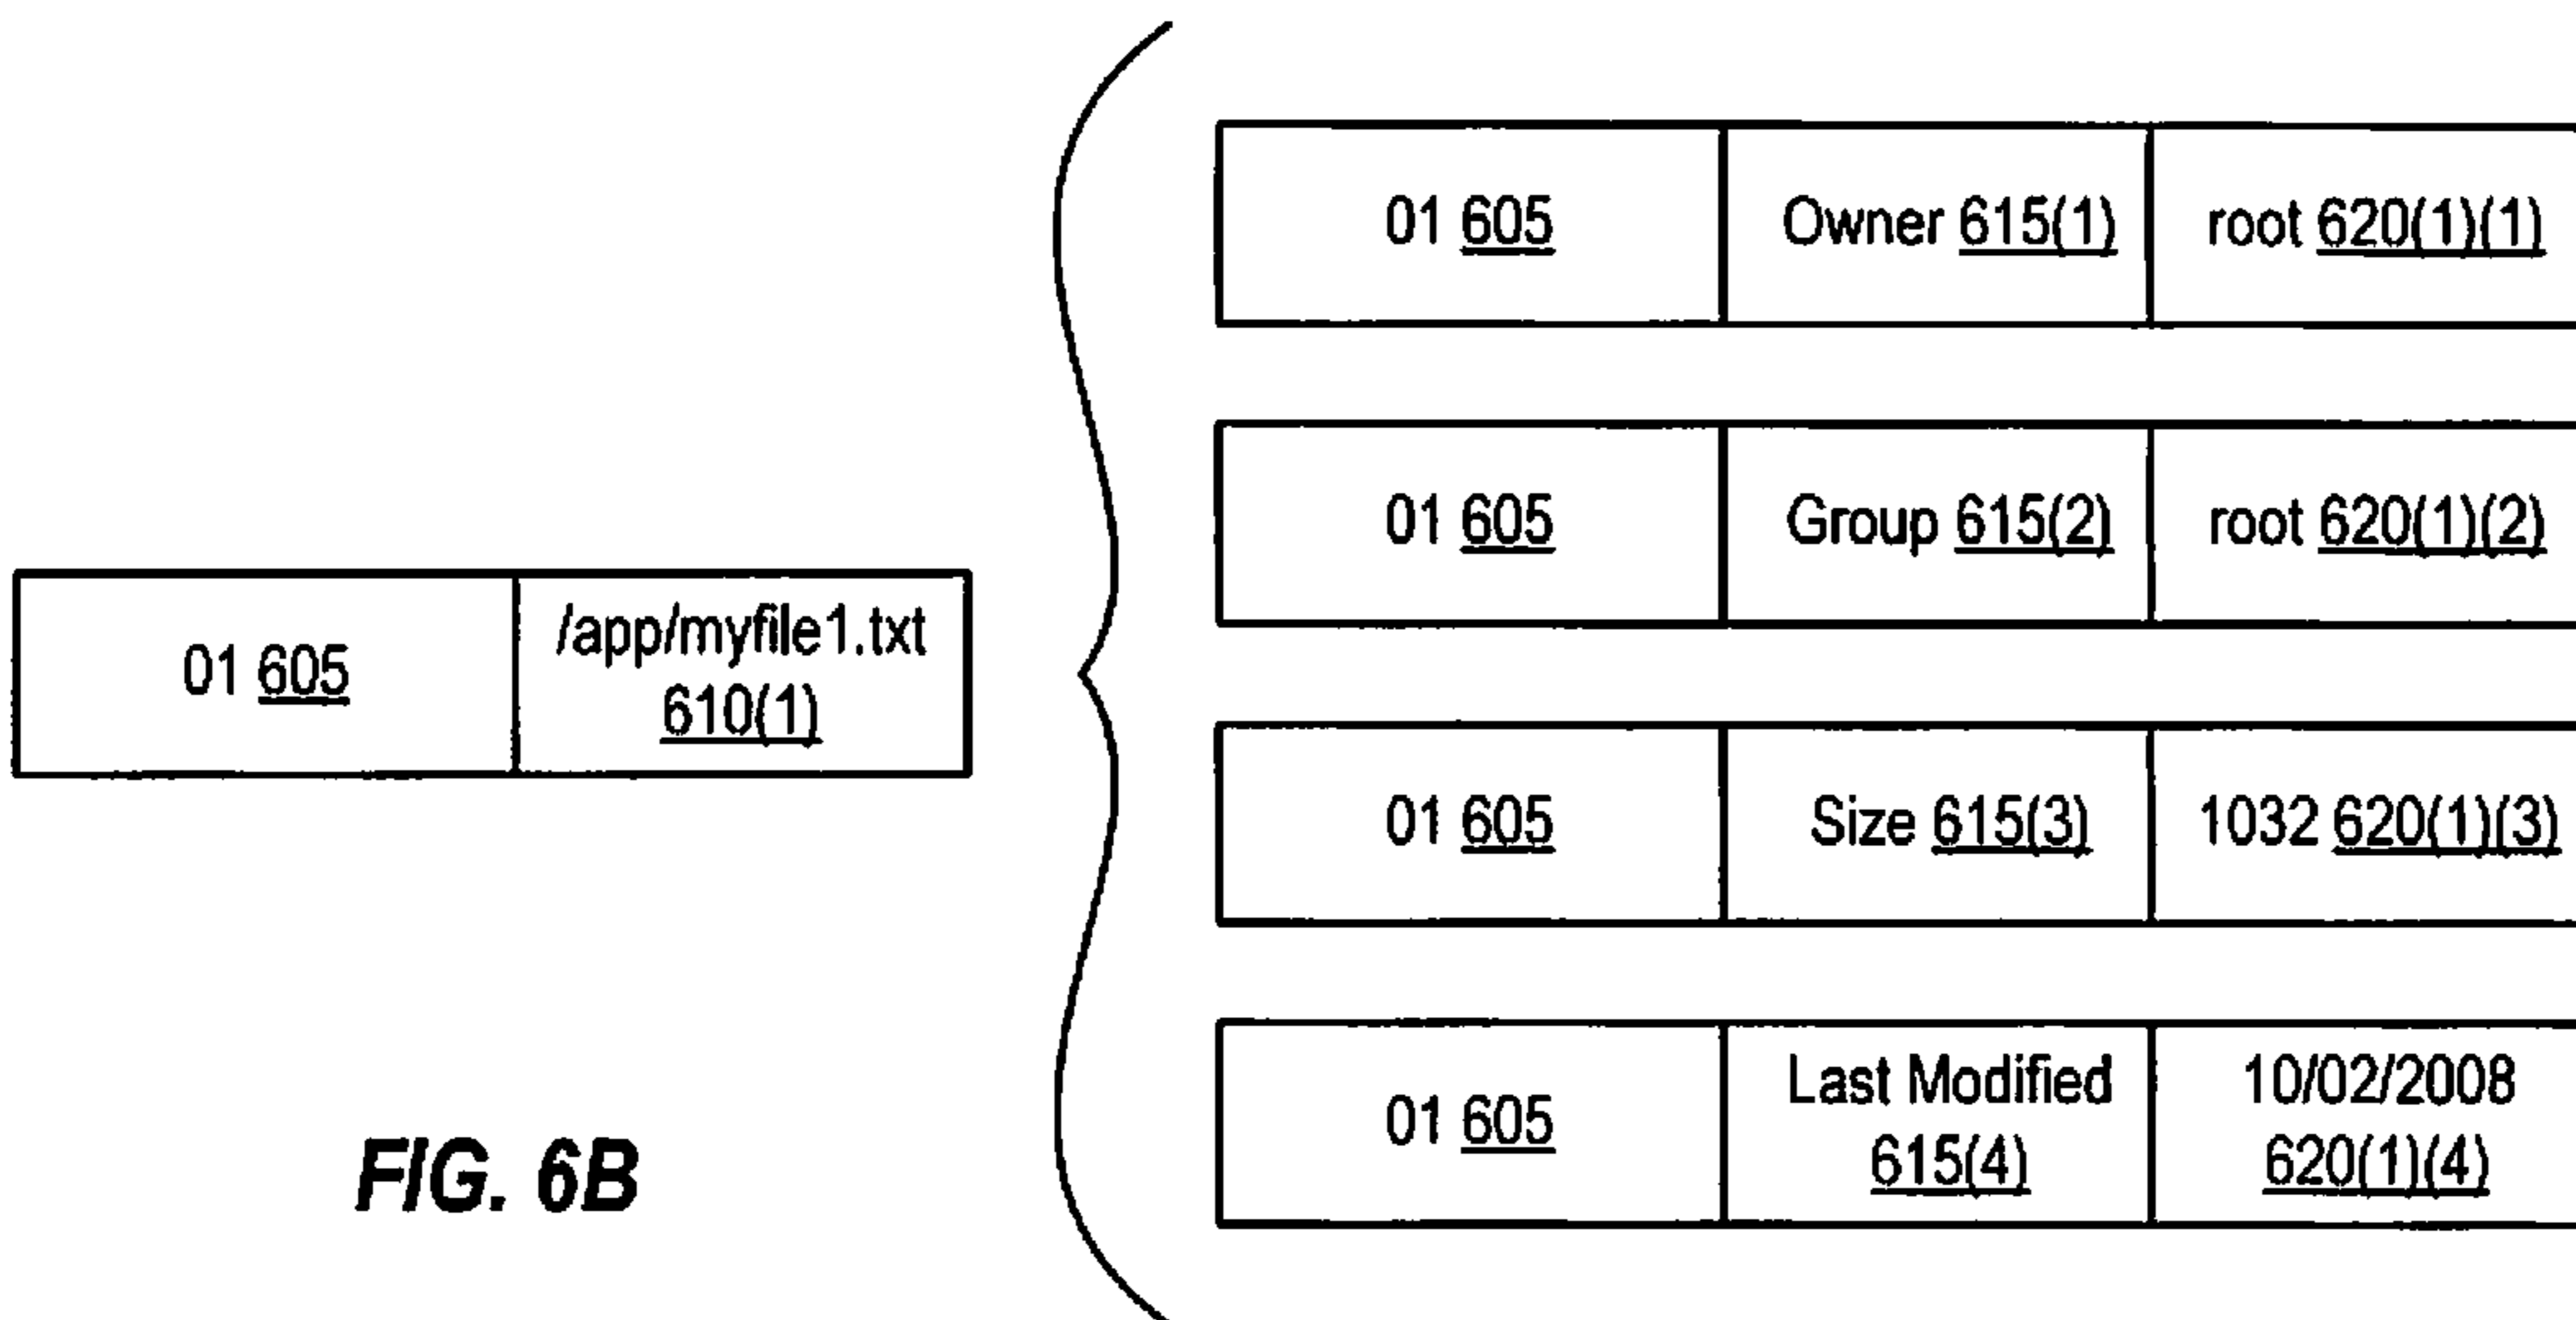 01 605
/app/myfile1.txt
610(1)
FIG. 6B
01 605
Owner 615(1)
root 620(1)(1)
01 605
Group 615(2)
root 620(1)(2)
01 605
Size 615(3)
1032 620(1)(3)
01 605
Last Modified
615(4)
10/02/2008
620(1)(4)